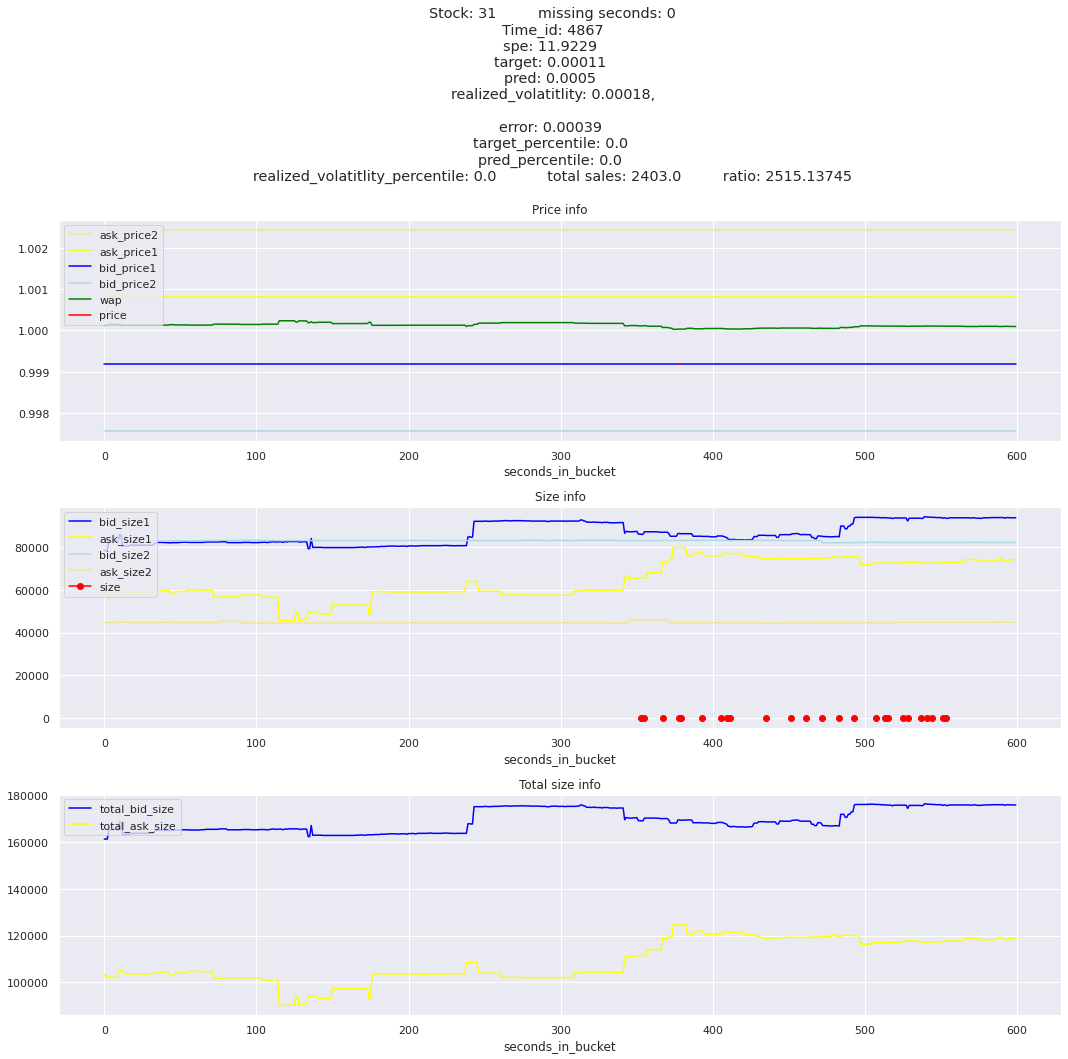 Stock: 31 missing seconds: 0
Time_id: 4867
spe: 11.9229
target: 0.00011
pred: 0.0005
realized_volatitlity: 0.00018,
error: 0.00039
target_percentile: 0.0
pred_percentile: 0.0
realized_volatitlity_percentile: 0.0 total sales: 2403.0 ratio: 2515.13745
Price info
ask_price2
ask_price1
bid_price1
bid_price2
wap
price
1.002
1.001
1.000
0.999
0.998
0 100 200 300 400 500 600
seconds_in_bucket
Size info
bid_size1
ask_size1
bid_size2
ask_size2
size
80000
60000
40000
20000
0
0 100 200 300 400 500 600
seconds_in_bucket
Total size info
total_bid_size
total_ask_size
180000
160000
140000
120000
100000
0 100 200 300 400 500 600
seconds_in_bucket